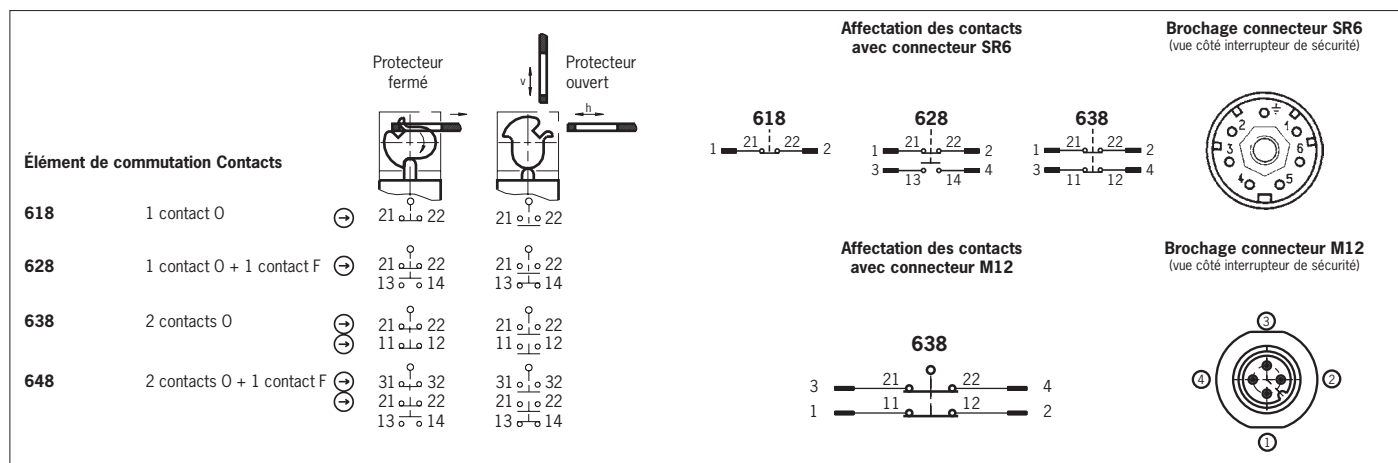 Protecteur
fermé
v
Protecteur
ouvert
h
Élément de commutation Contacts
618 1 contact O 21 22 21 22
628 1 contact O + 1 contact F 21 22 21 22
13 14 13 14
638 2 contacts O 21 22 21 22
11 12 11 12
648 2 contacts O + 1 contact F 31 32 31 32
21 22 21 22
13 14 13 14
Affectation des contacts
avec connecteur SR6
618
21 22
1 2
628
21 22
1 2
3 4
13 14
638
21 22
1 2
3 4
11 12
Brochage connecteur SR6
(vue côté interrupteur de sécurité)
2 1
3 6
4 5
Affectation des contacts
avec connecteur M12
638
21 22
3 4
11 12
1 2
Brochage connecteur M12
(vue côté interrupteur de sécurité)
3
4 2
1